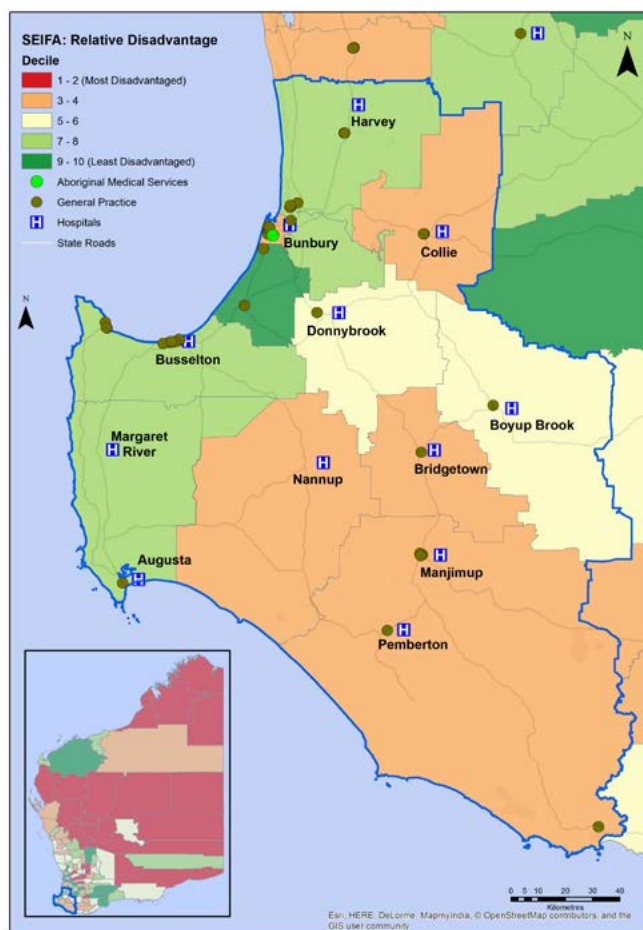 SEIFA: Relative Disadvantage
Decile
1 - 2 (Most Disadvantaged)
3 - 4
5 - 6
7 - 8
9 - 10 (Least Disadvantaged)
Aboriginal Medical Services
H General Practice
H Hospitals
State Roads
N
H
H
Harvey
H
Bunbury
H
Collie
N
H
Donnybrook
H
Busselton
H
Boyup Brook
Margaret
River
H
H
Bridgetown
H
Nannup
Augusta
H
H
Manjimup
H
Pemberton
0 5 10 20 30 40
Kilometres
Esri, HERE, DeLorme, MapmyIndia, © OpenStreetMap contributors, and the
GIS user community